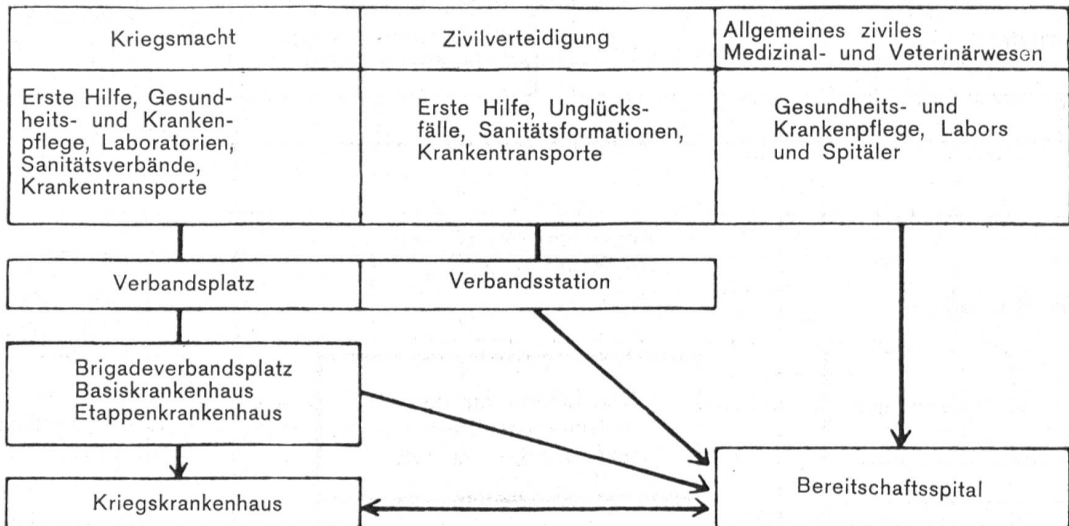 Kriegsmacht
Zivilverteidigung
Allgemeines ziviles
Medizinal- und Veterinärwesen
Erste Hilfe, Gesund-
heits- und Kranken-
pflege, Laboratorien,
Sanitätsverbände,
Krankentransporte
Erste Hilfe, Unglücks-
fälle, Sanitätsformationen,
Krankentransporte
Gesundheits- und
Krankenpflege, Labors
und Spitäler
Verbandsplatz
Verbandsstation
Brigadeverbandsplatz
Basiskrankenhaus
Etappenkrankenhaus
Kriegskrankenhaus
Bereitschaftsspital